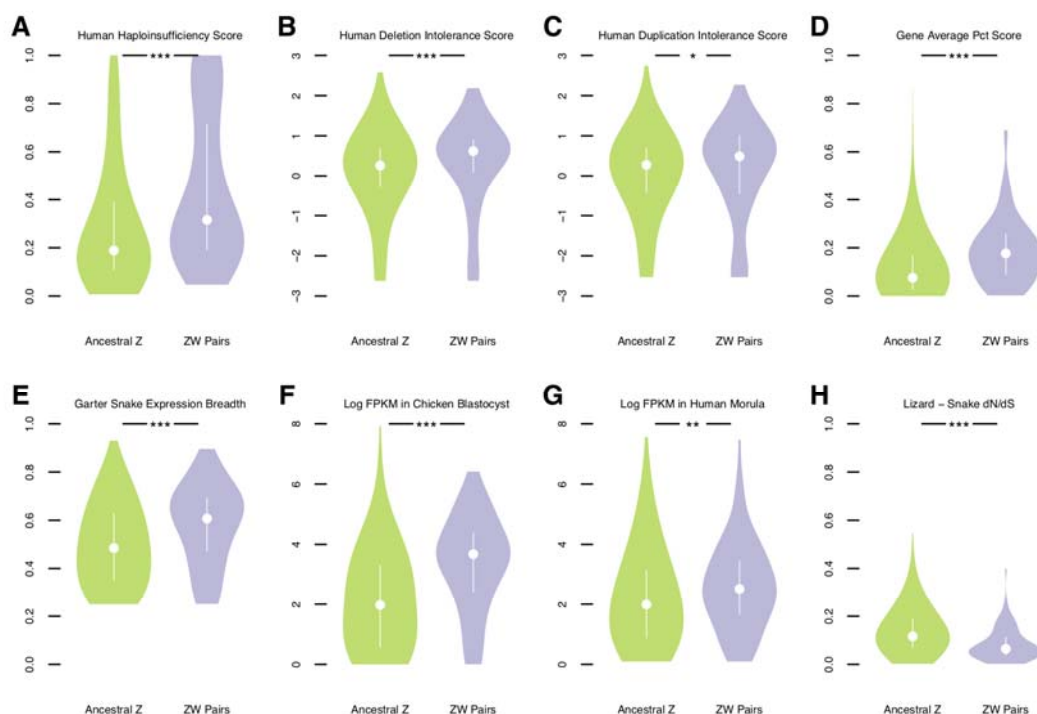 A
Human Haploinsufficiency Score
***
1.0
0.8
0.6
0.4
0.2
0.0
Ancestral Z ZW Pairs
B
Human Deletion Intolerance Score
***
3
2
1
0
−1
−2
−3
Ancestral Z ZW Pairs
C
Human Duplication Intolerance Score
*
3
2
1
0
−1
−2
−3
Ancestral Z ZW Pairs
D
Gene Average Pct Score
***
1.0
0.8
0.6
0.4
0.2
0.0
Ancestral Z ZW Pairs
E
Garter Snake Expression Breadth
***
1.0
0.8
0.6
0.4
0.2
0.0
Ancestral Z ZW Pairs
F
Log FPKM in Chicken Blastocyst
***
8
6
4
2
0
Ancestral Z ZW Pairs
G
Log FPKM in Human Morula
**
8
6
4
2
0
Ancestral Z ZW Pairs
H
Lizard − Snake dN/dS
***
1.0
0.8
0.6
0.4
0.2
0.0
Ancestral Z ZW Pairs